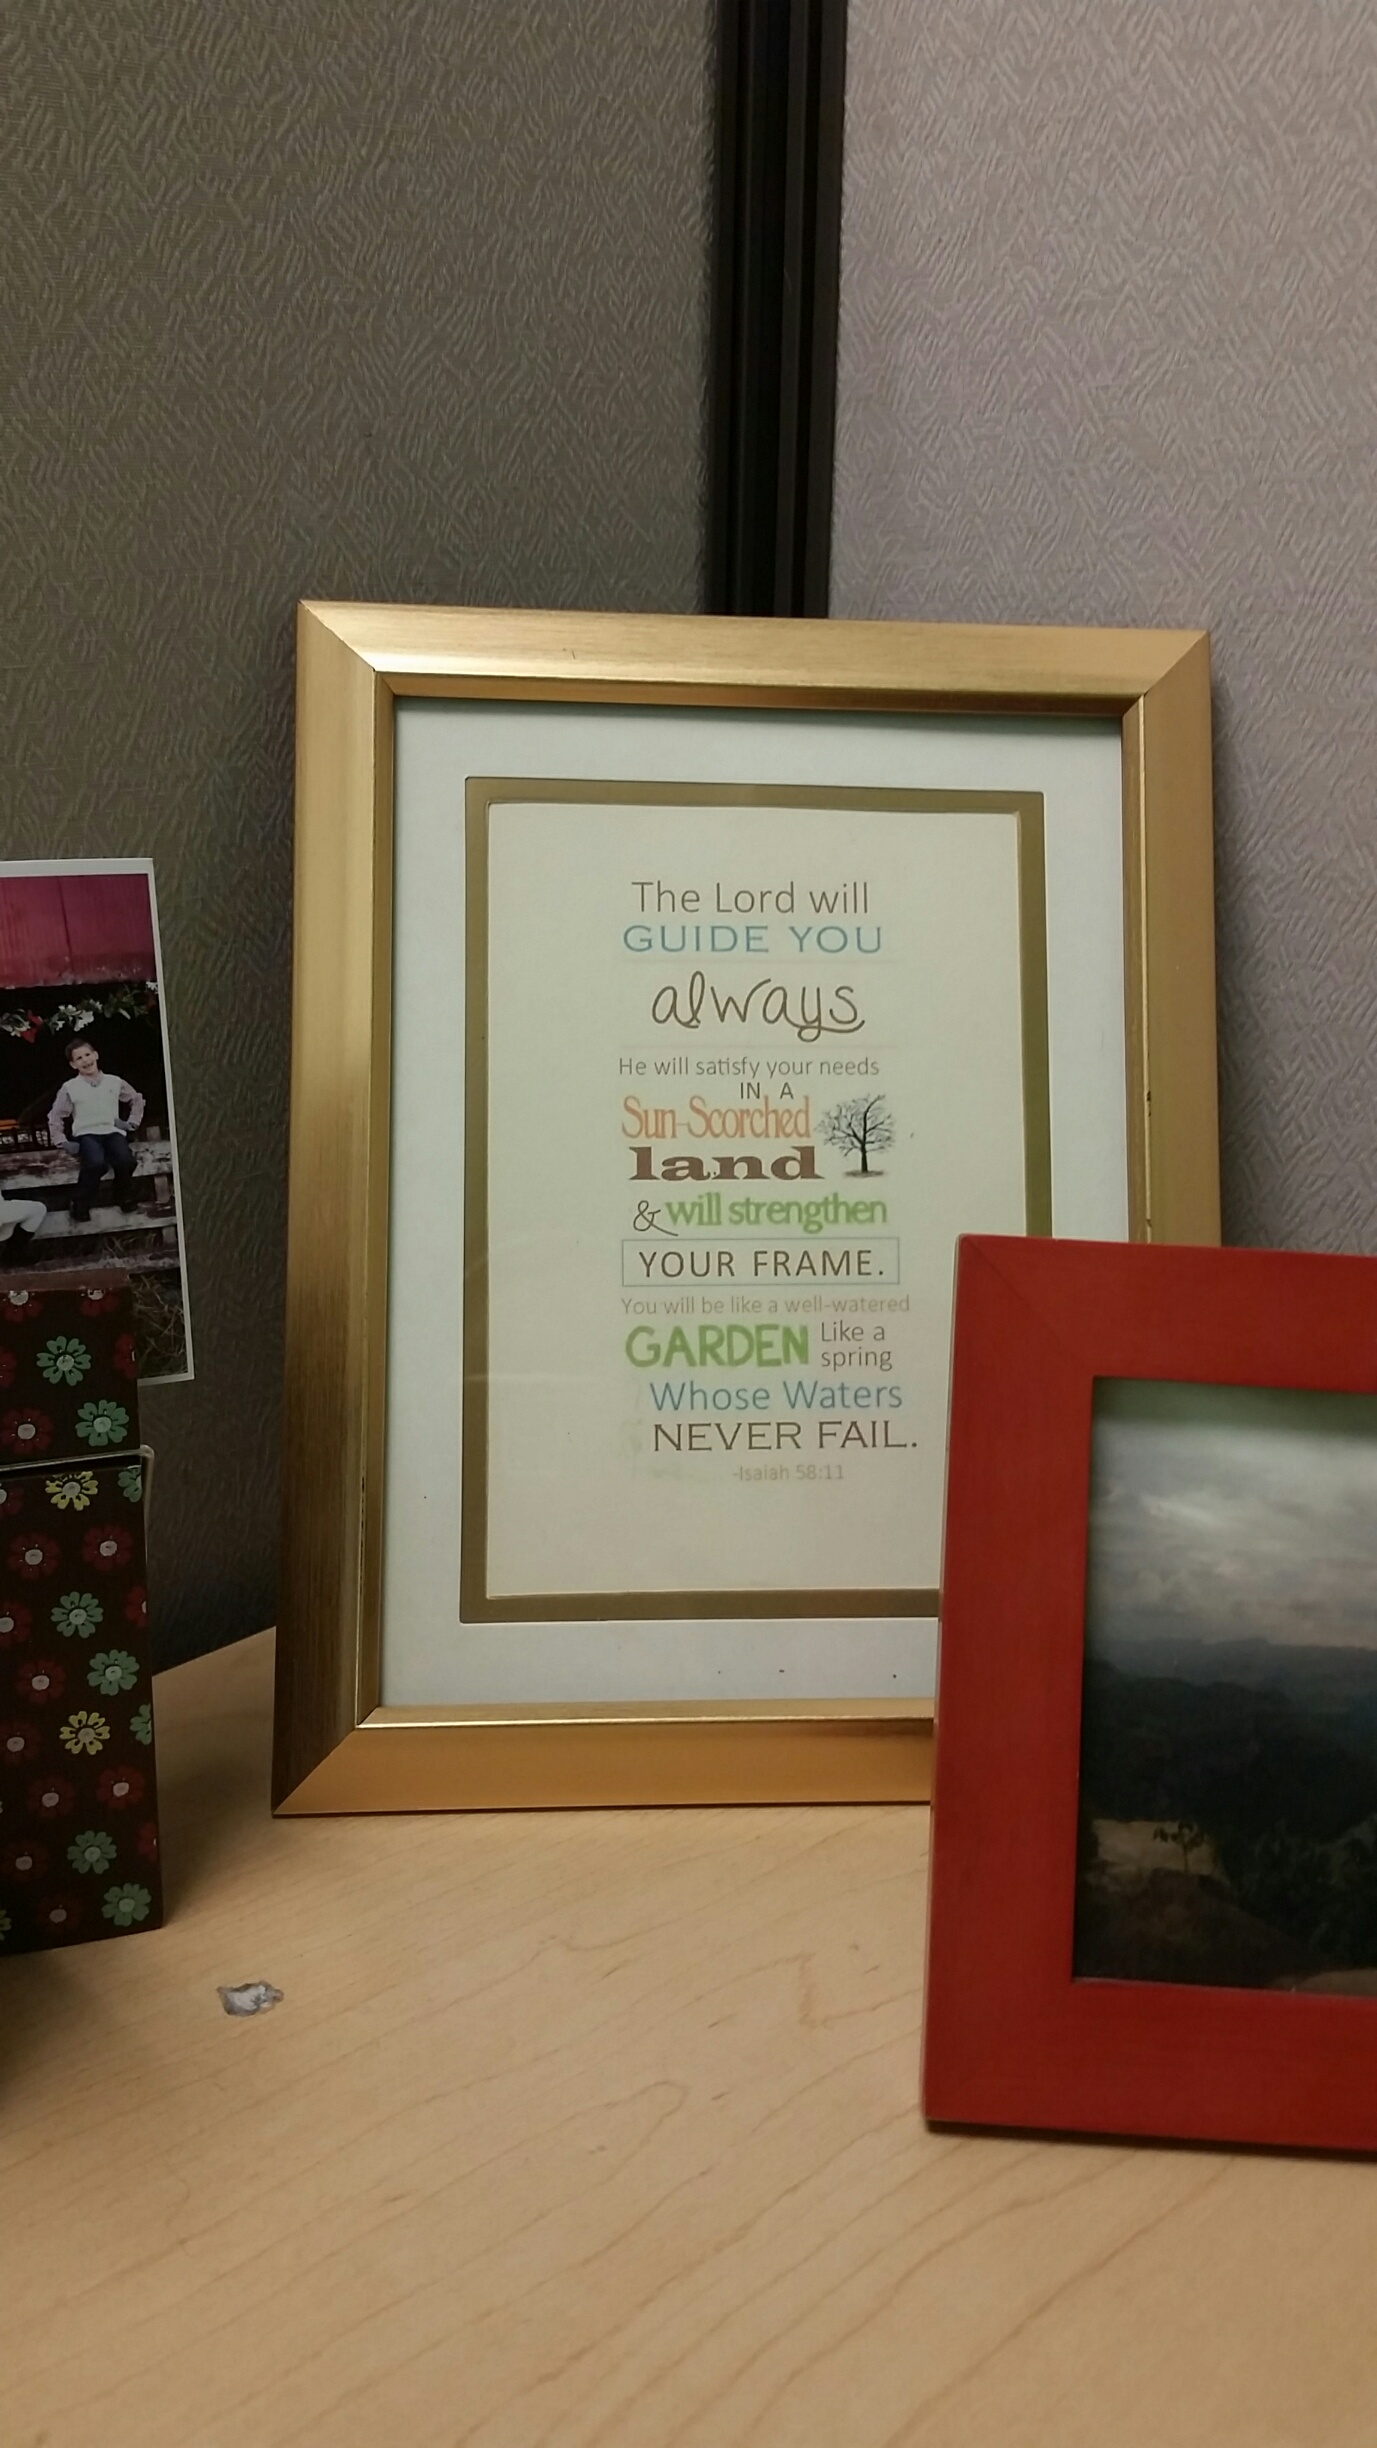 The Lord will
GUIDE YOU
always
He will satisfy your needs
IN A
Sun-Scorched
land
& will strengthen
YOUR FRAME.
You will be like a well-watered
GARDEN Like a
spring
Whose Waters
NEVER FAIL.
-Isaiah 58:11